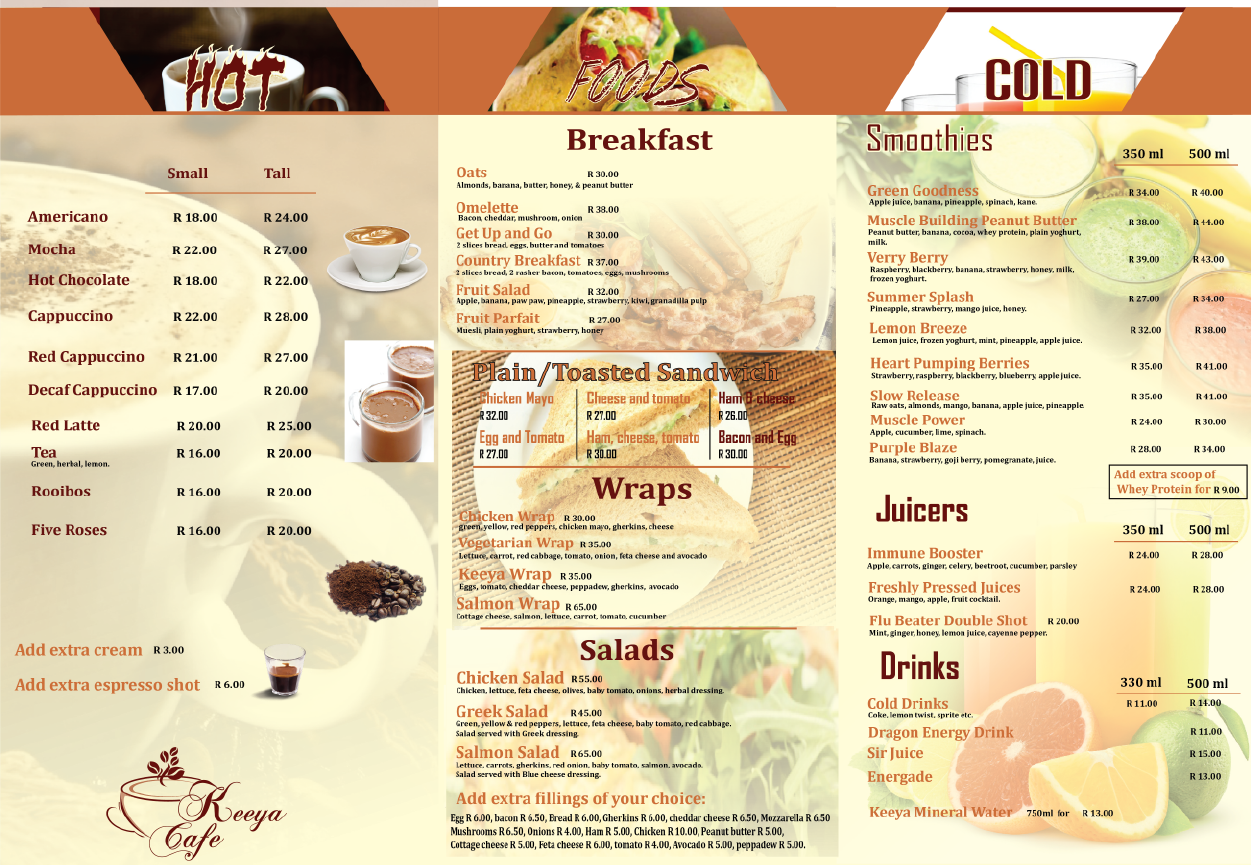 HOT
Small Tall
Americano R 18.00 R 24.00
Mocha R 22.00 R 27.00
Hot Chocolate R 18.00 R 22.00
Cappuccino R 22.00 R 28.00
Red Cappuccino R 21.00 R 27.00
Decaf Cappuccino R 17.00 R 20.00
Red Latte R 20.00 R 25.00
Tea R 16.00 R 20.00
Green, herbal, lemon.
Rooibos R 16.00 R 20.00
Five Roses R 16.00 R 20.00
Add extra cream R 3.00
Add extra espresso shot R 6.00
Keeya
Cafe
FOODS
Breakfast
Oats R 30.00
Almonds, banana, butter, honey, & peanut butter
Omelette R 38.00
Bacon, cheddar, mushroom, onion
Get Up and Go R 30.00
2 slices bread, eggs, butter and tomatoes
Country Breakfast R 37.00
2 slices bread, 2 rasher bacon, tomatoes, eggs, mushrooms
Fruit Salad R 32.00
Apple, banana, paw paw, pineapple, strawberry, kiwi, granadilla pulp
Fruit Parfait R 27.00
Muesli, plain yoghurt, strawberry, honey
Plain/Toasted Sandwich
Chicken Mayo Cheese and tomato Ham & cheese
R 32.00 R 27.00 R 26.00
Egg and Tomato Ham, cheese, tomato Bacon and Egg
R 27.00 R 30.00 R 30.00
Wraps
Chicken Wrap R 30.00
green, yellow, red peppers, chicken mayo, gherkins, cheese
Vegetarian Wrap R 35.00
Lettuce, carrot, red cabbage, tomato, onion, feta cheese and avocado
Keeya Wrap R 35.00
Eggs, tomato, cheddar cheese, peppadew, gherkins, avocado
Salmon Wrap R 65.00
Cottage cheese, salmon, lettuce, carrot, tomato, cucumber
Salads
Chicken Salad R 55.00
Chicken, lettuce, feta cheese, olives, baby tomato, onions, herbal dressing.
Greek Salad R 45.00
Green, yellow & red peppers, lettuce, feta cheese, baby tomato, red cabbage.
Salad served with Greek dressing.
Salmon Salad R 65.00
Lettuce, carrots, gherkins, red onion, baby tomato, salmon, avocado.
Salad served with Blue cheese dressing.
Add extra fillings of your choice:
Egg R 6.00, bacon R 6.50, Bread R 6.00, Gherkins R 6.00, cheddar cheese R 6.50, Mozzarella R 6.50
Mushrooms R 6.50, Onions R 4.00, Ham R 5.00, Chicken R 10.00, Peanut butter R 5.00,
Cottage cheese R 5.00, Feta cheese R 6.00, tomato R 4.00, Avocado R 5.00, peppadew R 5.00.
COLD
Smoothies
350 ml 500 ml
Green Goodness R 34.00 R 40.00
Apple juice, banana, pineapple, spinach, kane.
Muscle Building Peanut Butter R 38.00 R 44.00
Peanut butter, banana, cocoa, whey protein, plain yoghurt,
milk.
Verry Berry R 39.00 R 43.00
Raspberry, blackberry, banana, strawberry, honey, milk,
frozen yoghurt.
Summer Splash R 27.00 R 34.00
Pineapple, strawberry, mango juice, honey.
Lemon Breeze R 32.00 R 38.00
Lemon juice, frozen yoghurt, mint, pineapple, apple juice.
Heart Pumping Berries R 35.00 R 41.00
Strawberry, raspberry, blackberry, blueberry, apple juice.
Slow Release R 35.00 R 41.00
Raw oats, almonds, mango, banana, apple juice, pineapple.
Muscle Power R 24.00 R 30.00
Apple, cucumber, lime, spinach.
Purple Blaze R 28.00 R 34.00
Banana, strawberry, goji berry, pomegranate, juice.
Add extra scoop of
Whey Protein for R 9.00
Juicers
350 ml 500 ml
Immune Booster R 24.00 R 28.00
Apple, carrots, ginger, celery, beetroot, cucumber, parsley
Freshly Pressed Juices R 24.00 R 28.00
Orange, mango, apple, fruit cocktail.
Flu Beater Double Shot R 20.00
Mint, ginger, honey, lemon juice, cayenne pepper.
Drinks
330 ml 500 ml
Cold Drinks R 11.00 R 14.00
Coke, lemon twist, sprite etc.
Dragon Energy Drink R 11.00
Sir Juice R 15.00
Energade R 13.00
Keeya Mineral Water 750ml for R 13.00